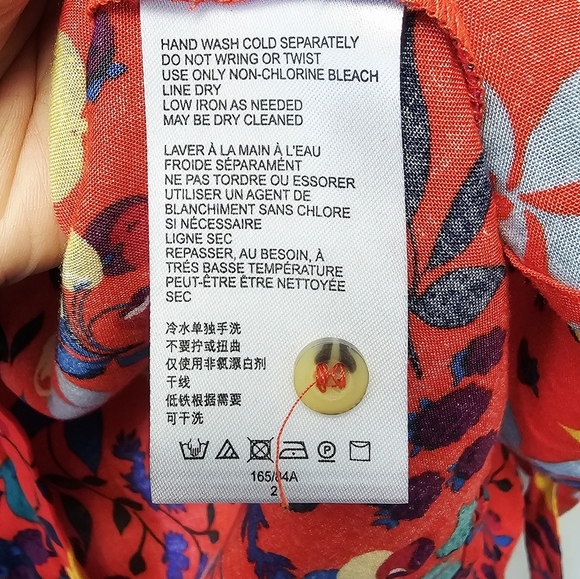 HAND WASH COLD SEPARATELY
DO NOT WRING OR TWIST
USE ONLY NON-CHLORINE BLEACH
LINE DRY
LOW IRON AS NEEDED
MAY BE DRY CLEANED
LAVER À LA MAIN À L'EAU
FROIDE SÉPARAMÉNT
NE PAS TORDRE OU ESSORER
UTILISER UN AGENT DE
BLANCHIMENT SANS CHLORE
SI NÉCESSAIRE
LIGNE SEC
REPASSER, AU BESOIN, À
TRÉS BASSE TEMPÉRATURE
PEUT-ÊTRE ÊTRE NETTOYÉE
SEC
冷水单独手洗
不要拧或扭曲
仅使用非氯漂白剂
干线
低铁根据需要
可干洗
P
165/84A
2